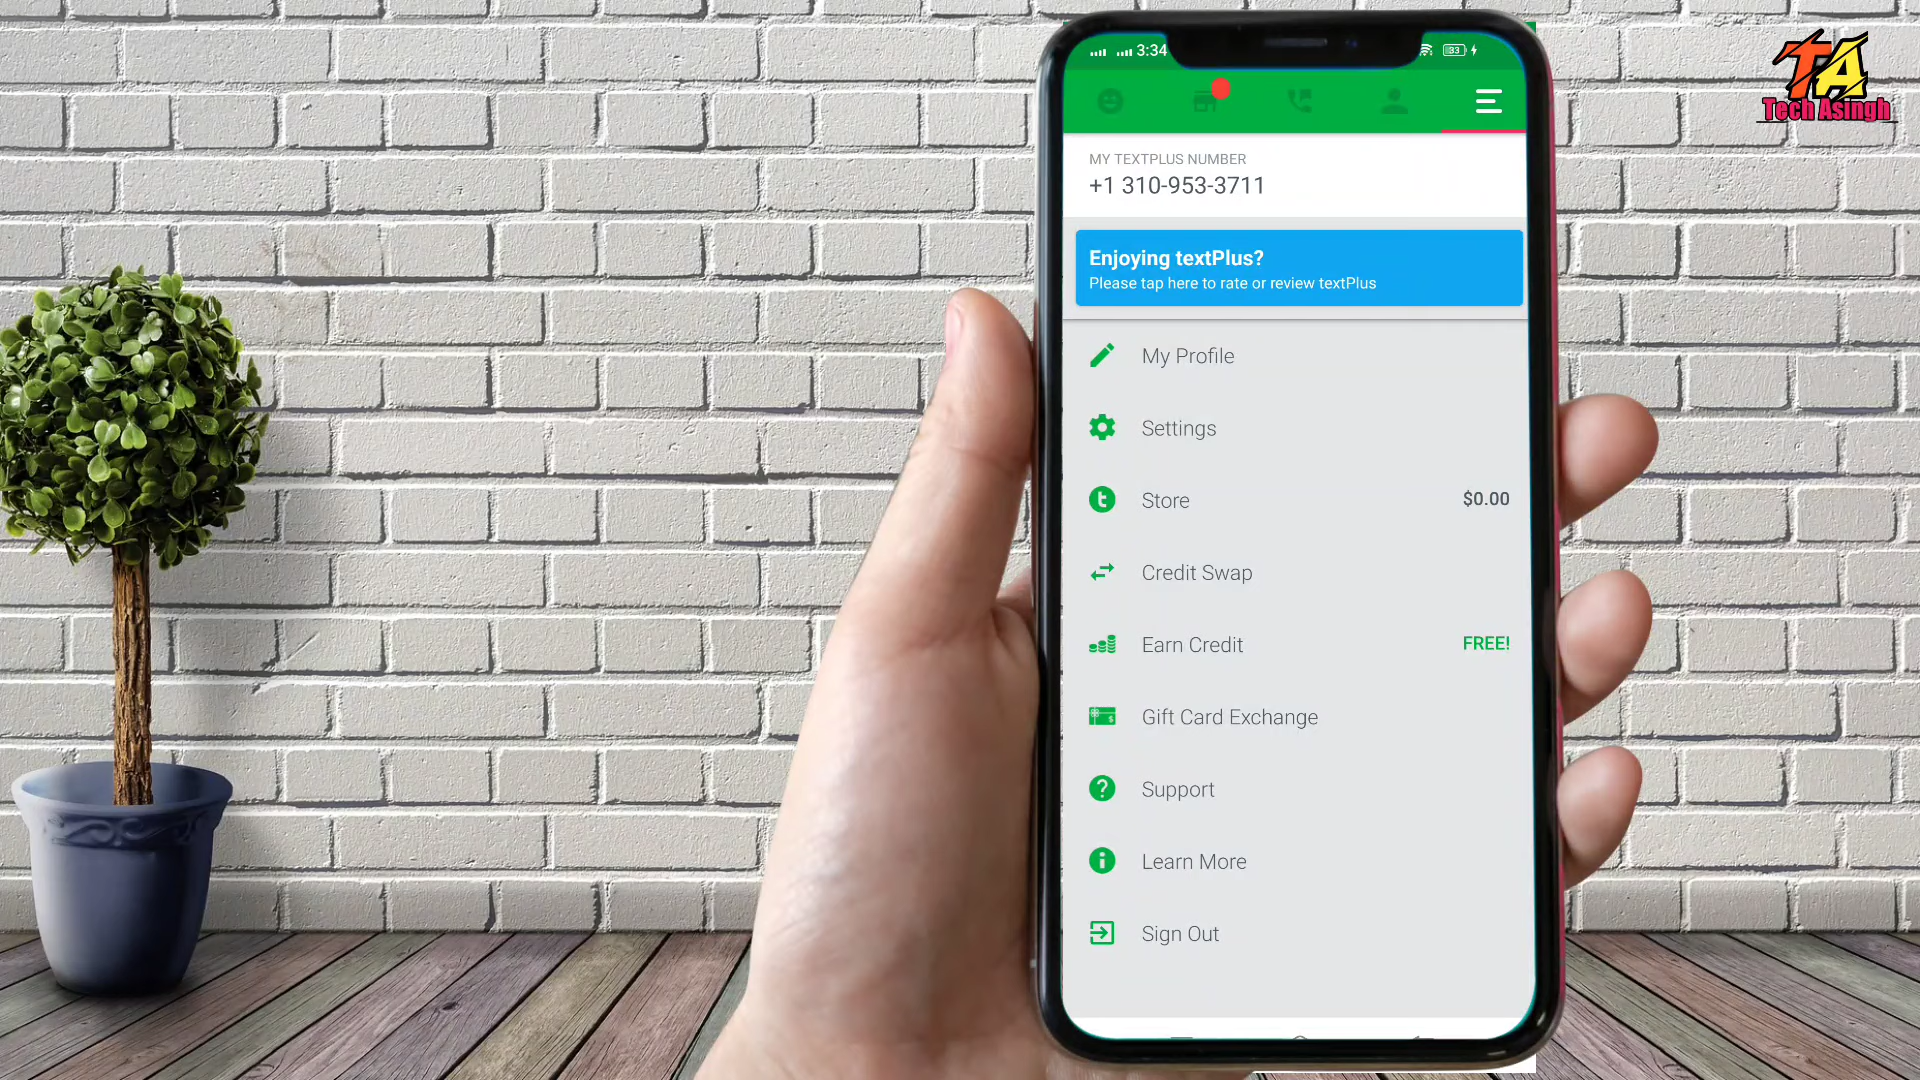 3:34
33
TA
Tech Asingh
MY TEXTPLUS NUMBER
+1 310-953-3711
Enjoying textPlus?
Please tap here to rate or review textPlus
My Profile
Settings
Store $0.00
Credit Swap
Earn Credit FREE!
Gift Card Exchange
Support
Learn More
Sign Out